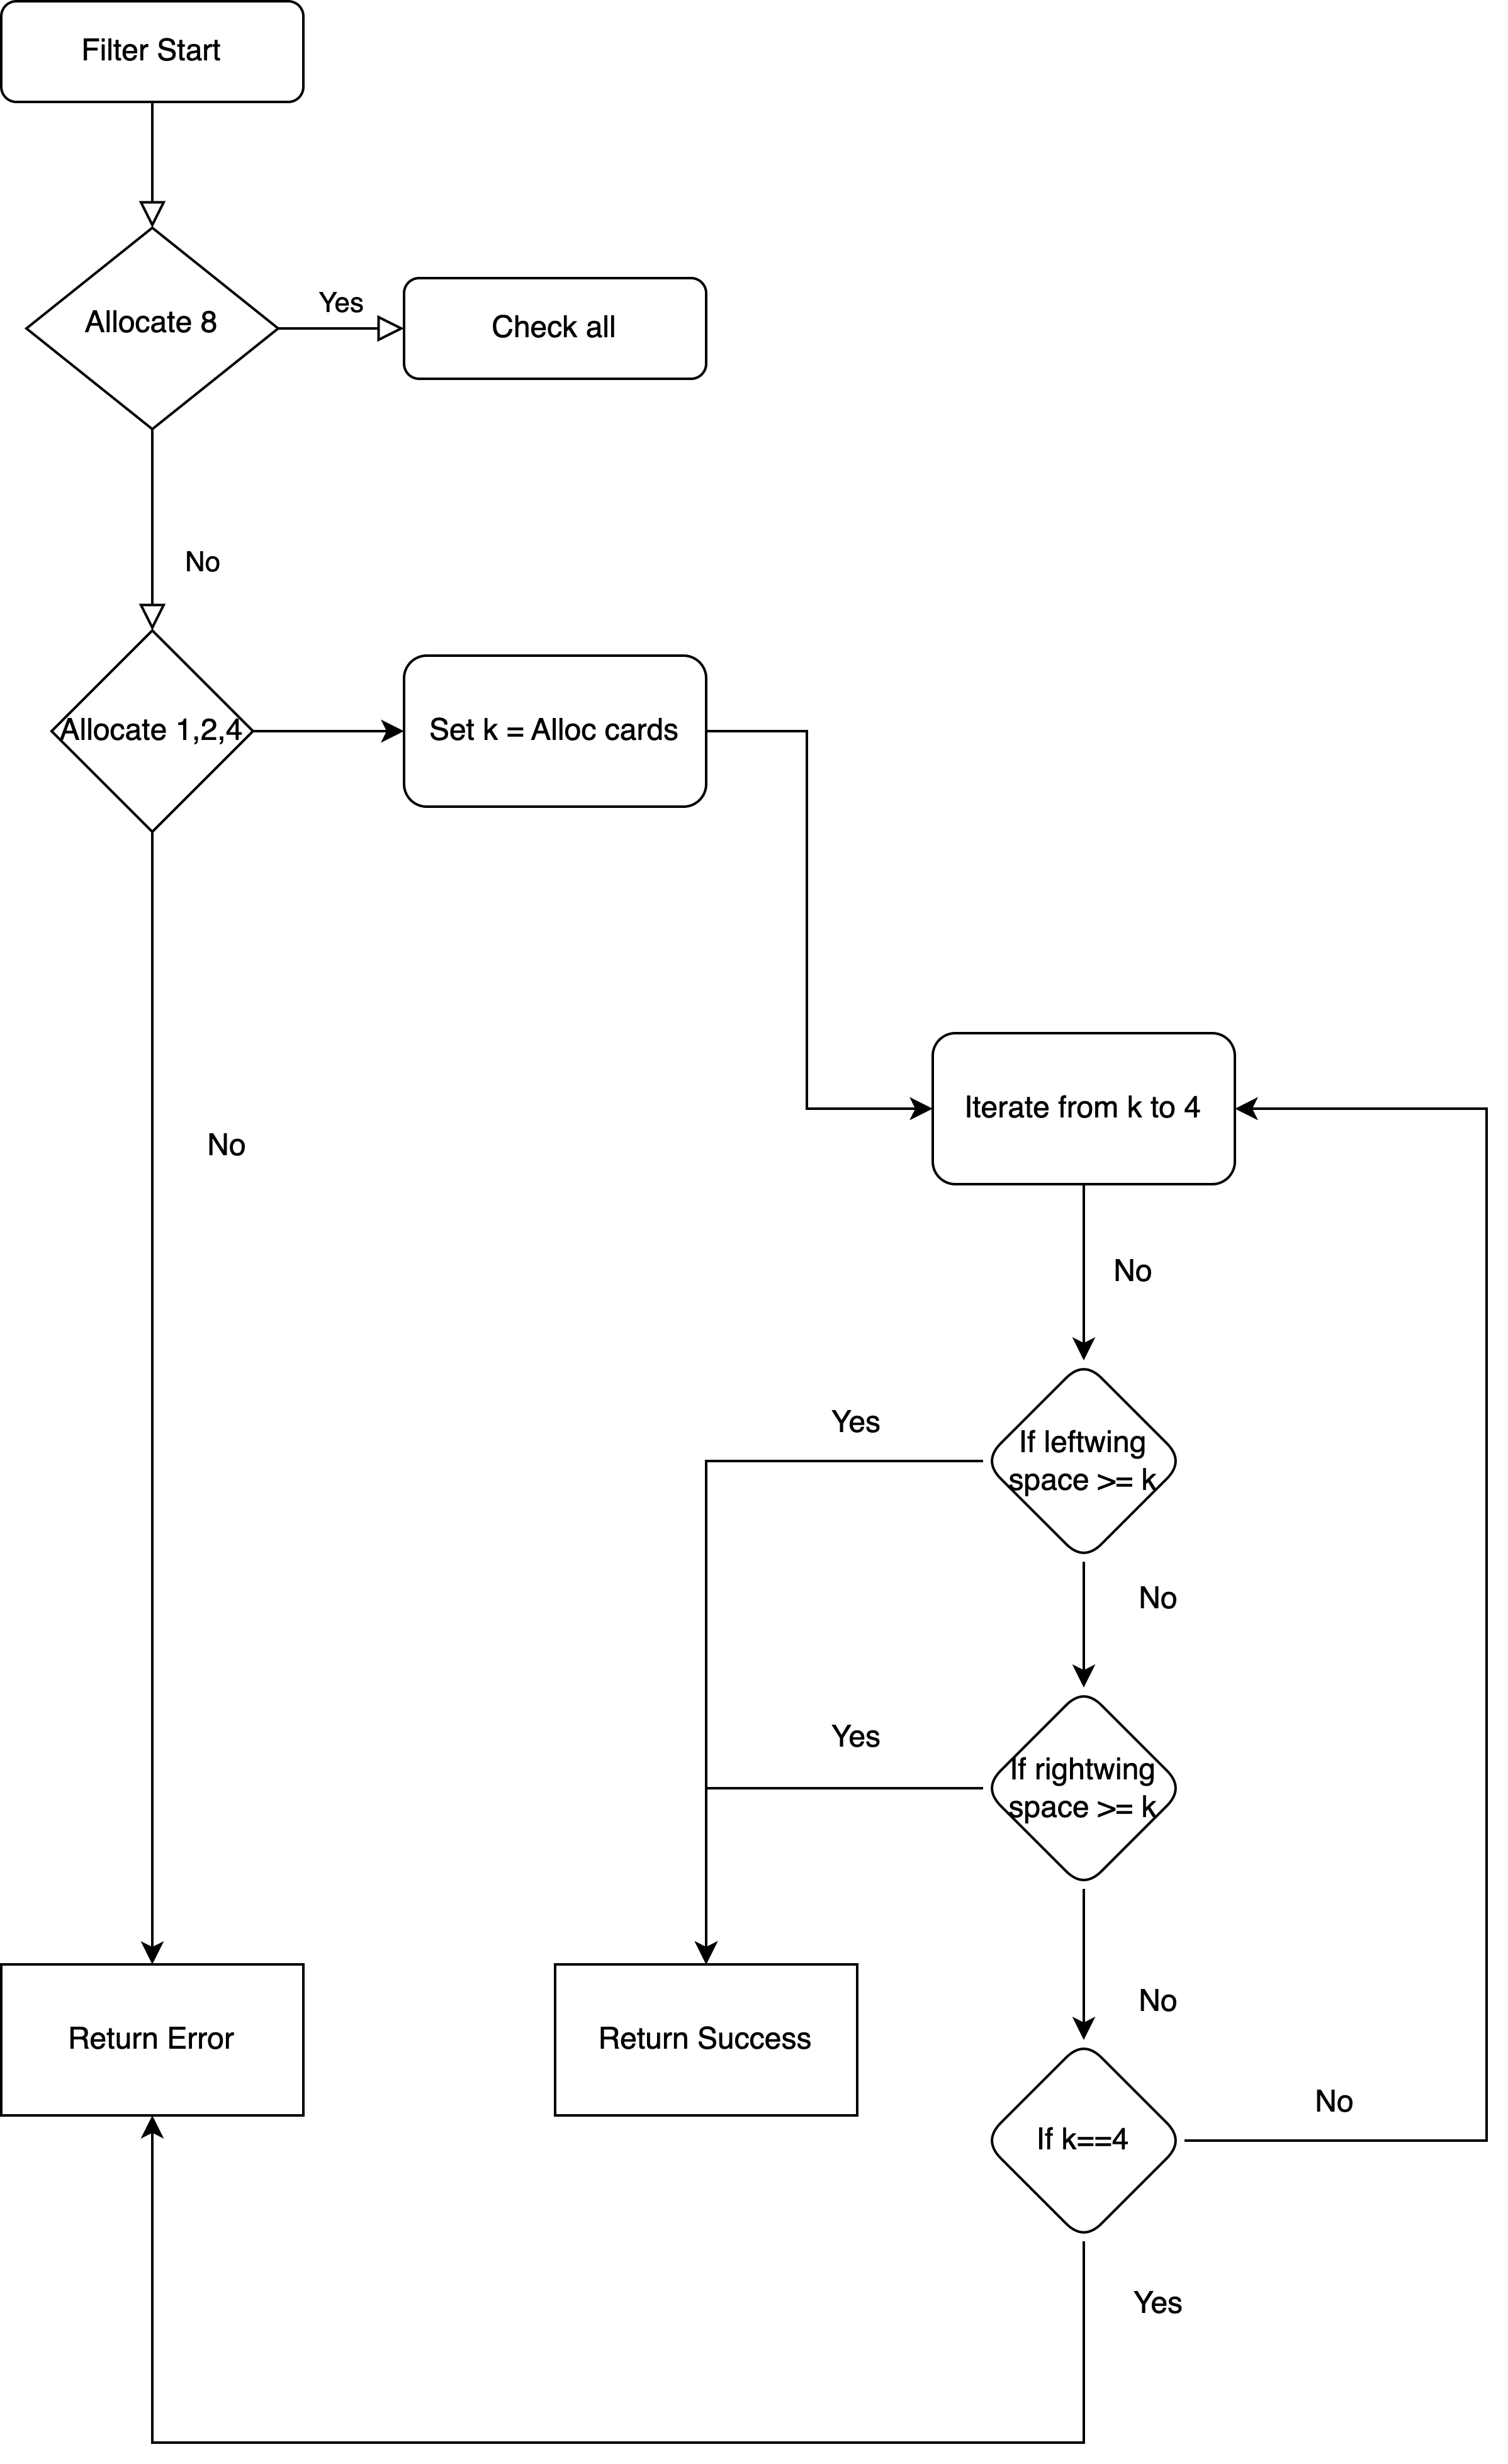 Filter Start
Allocate 8
Yes
Check all
No
Allocate 1,2,4
Set k = Alloc cards
Iterate from k to 4
No
No
If leftwing
space >= k
Yes
No
If rightwing
space >= k
Yes
No
Return Error
Return Success
If k==4
No
Yes